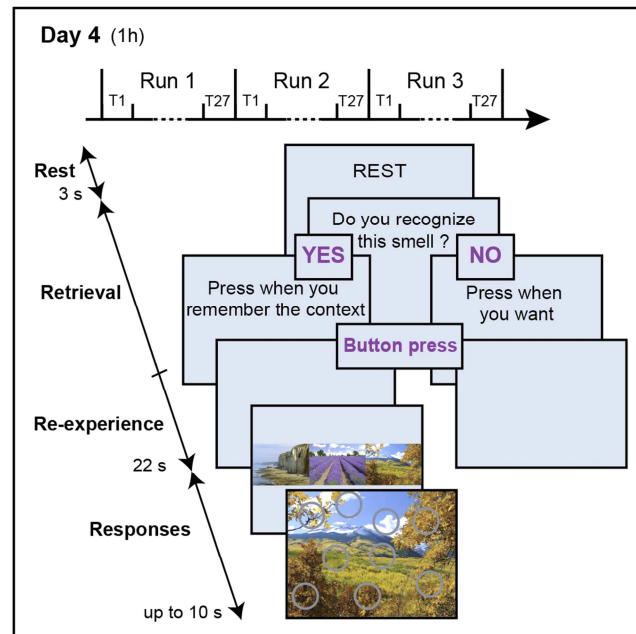 Day 4 (1h)
Run 1 Run 2 Run 3
T1 T27 T1 T27 T1 T27
Rest
3 s
REST
Do you recognize
this smell ?
YES
NO
Retrieval
Press when you
remember the context
Press when
you want
Button press
Re-experience
22 s
Responses
up to 10 s